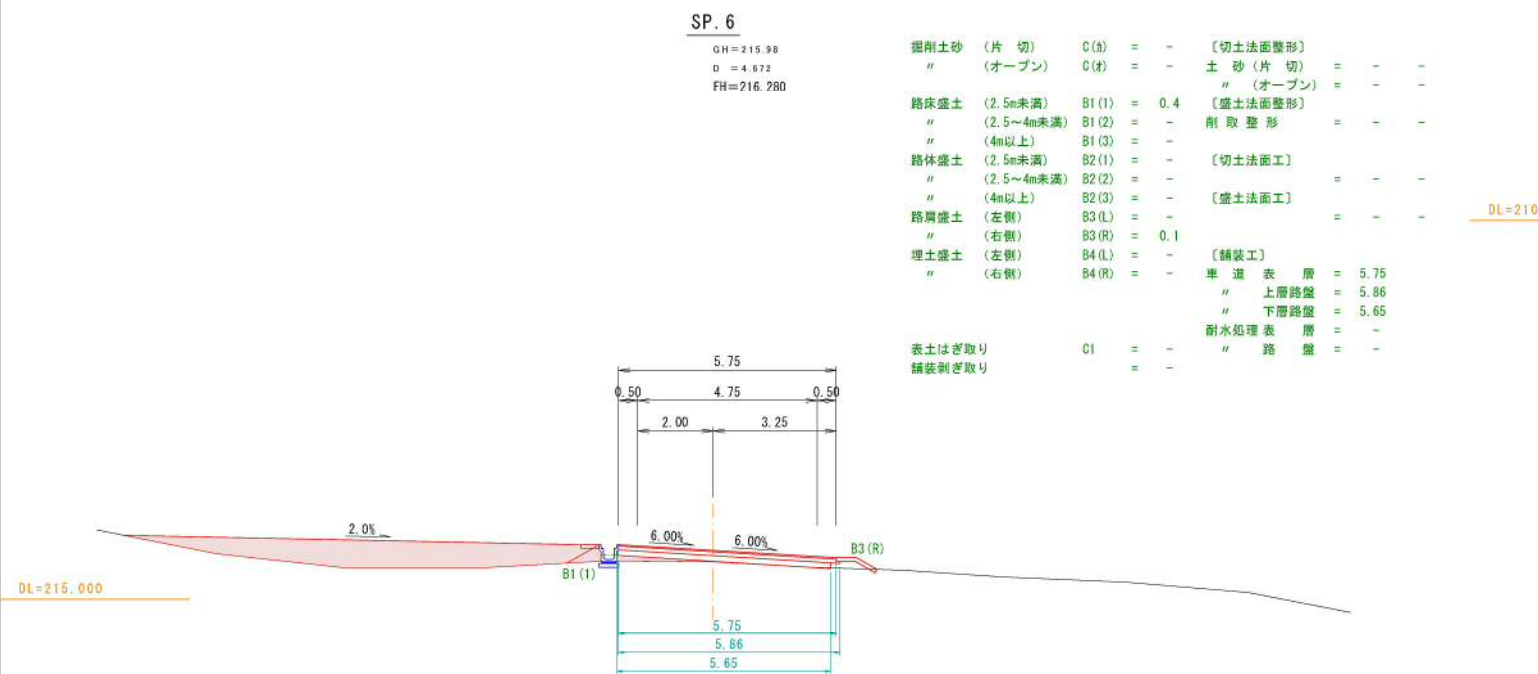 SP. 6
GH=215.98
D =4.672
FH=216.280
掘削土砂 (片 切) C(ｶ) = - 〔切土法面整形〕
〃 (オープン) C(ｵ) = - 土 砂 (片 切) = - -
〃 (オープン) = - -
路床盛土 (2.5m未満) B1(1) = 0.4 〔盛土法面整形〕
〃 (2.5～4m未満) B1(2) = - 削 取 整 形 = - -
〃 (4m以上) B1(3) = -
路体盛土 (2.5m未満) B2(1) = - 〔切土法面工〕
〃 (2.5～4m未満) B2(2) = - = - -
〃 (4m以上) B2(3) = - 〔盛土法面工〕
路肩盛土 (左側) B3(L) = - = - -
〃 (右側) B3(R) = 0.1
埋土盛土 (左側) B4(L) = - 〔舗装工〕
〃 (右側) B4(R) = - 車 道 表 層 = 5.75
〃 上層路盤 = 5.86
〃 下層路盤 = 5.65
耐水処理 表 層 = -
表土はぎ取り C1 = - 〃 路 盤 = -
舗装剥ぎ取り = -
DL=210
5.75
0.50 4.75 0.50
2.00 3.25
2.0%
6.00% 6.00%
B3(R)
B1(1)
DL=215.000
5.75
5.86
5.65